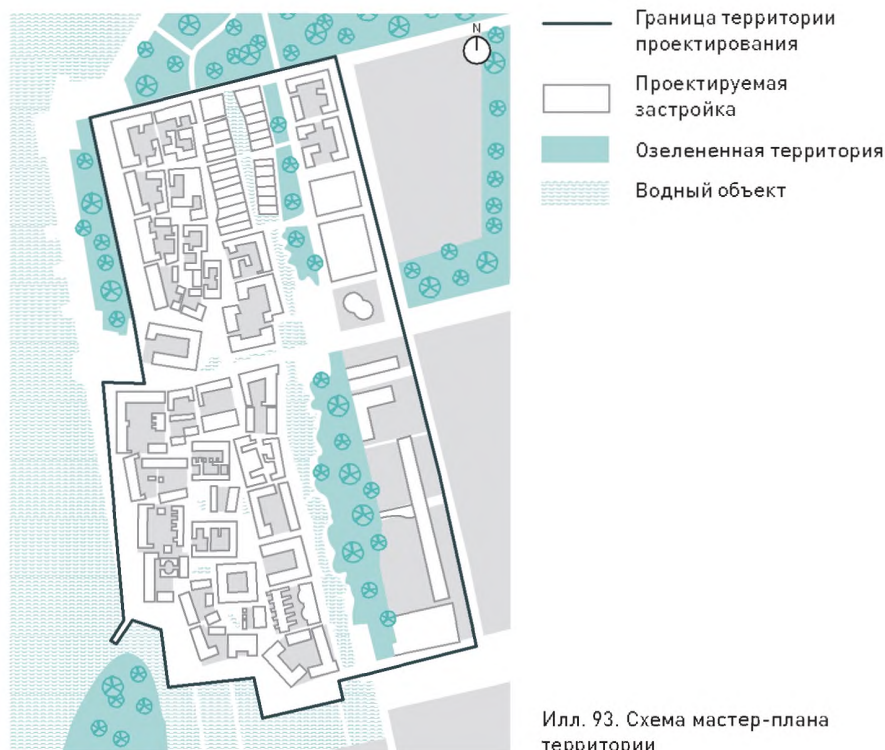 N
Граница территории
проектирования
Проектируемая
застройка
Озелененная территория
Водный объект
Илл. 93. Схема мастер-плана
территории